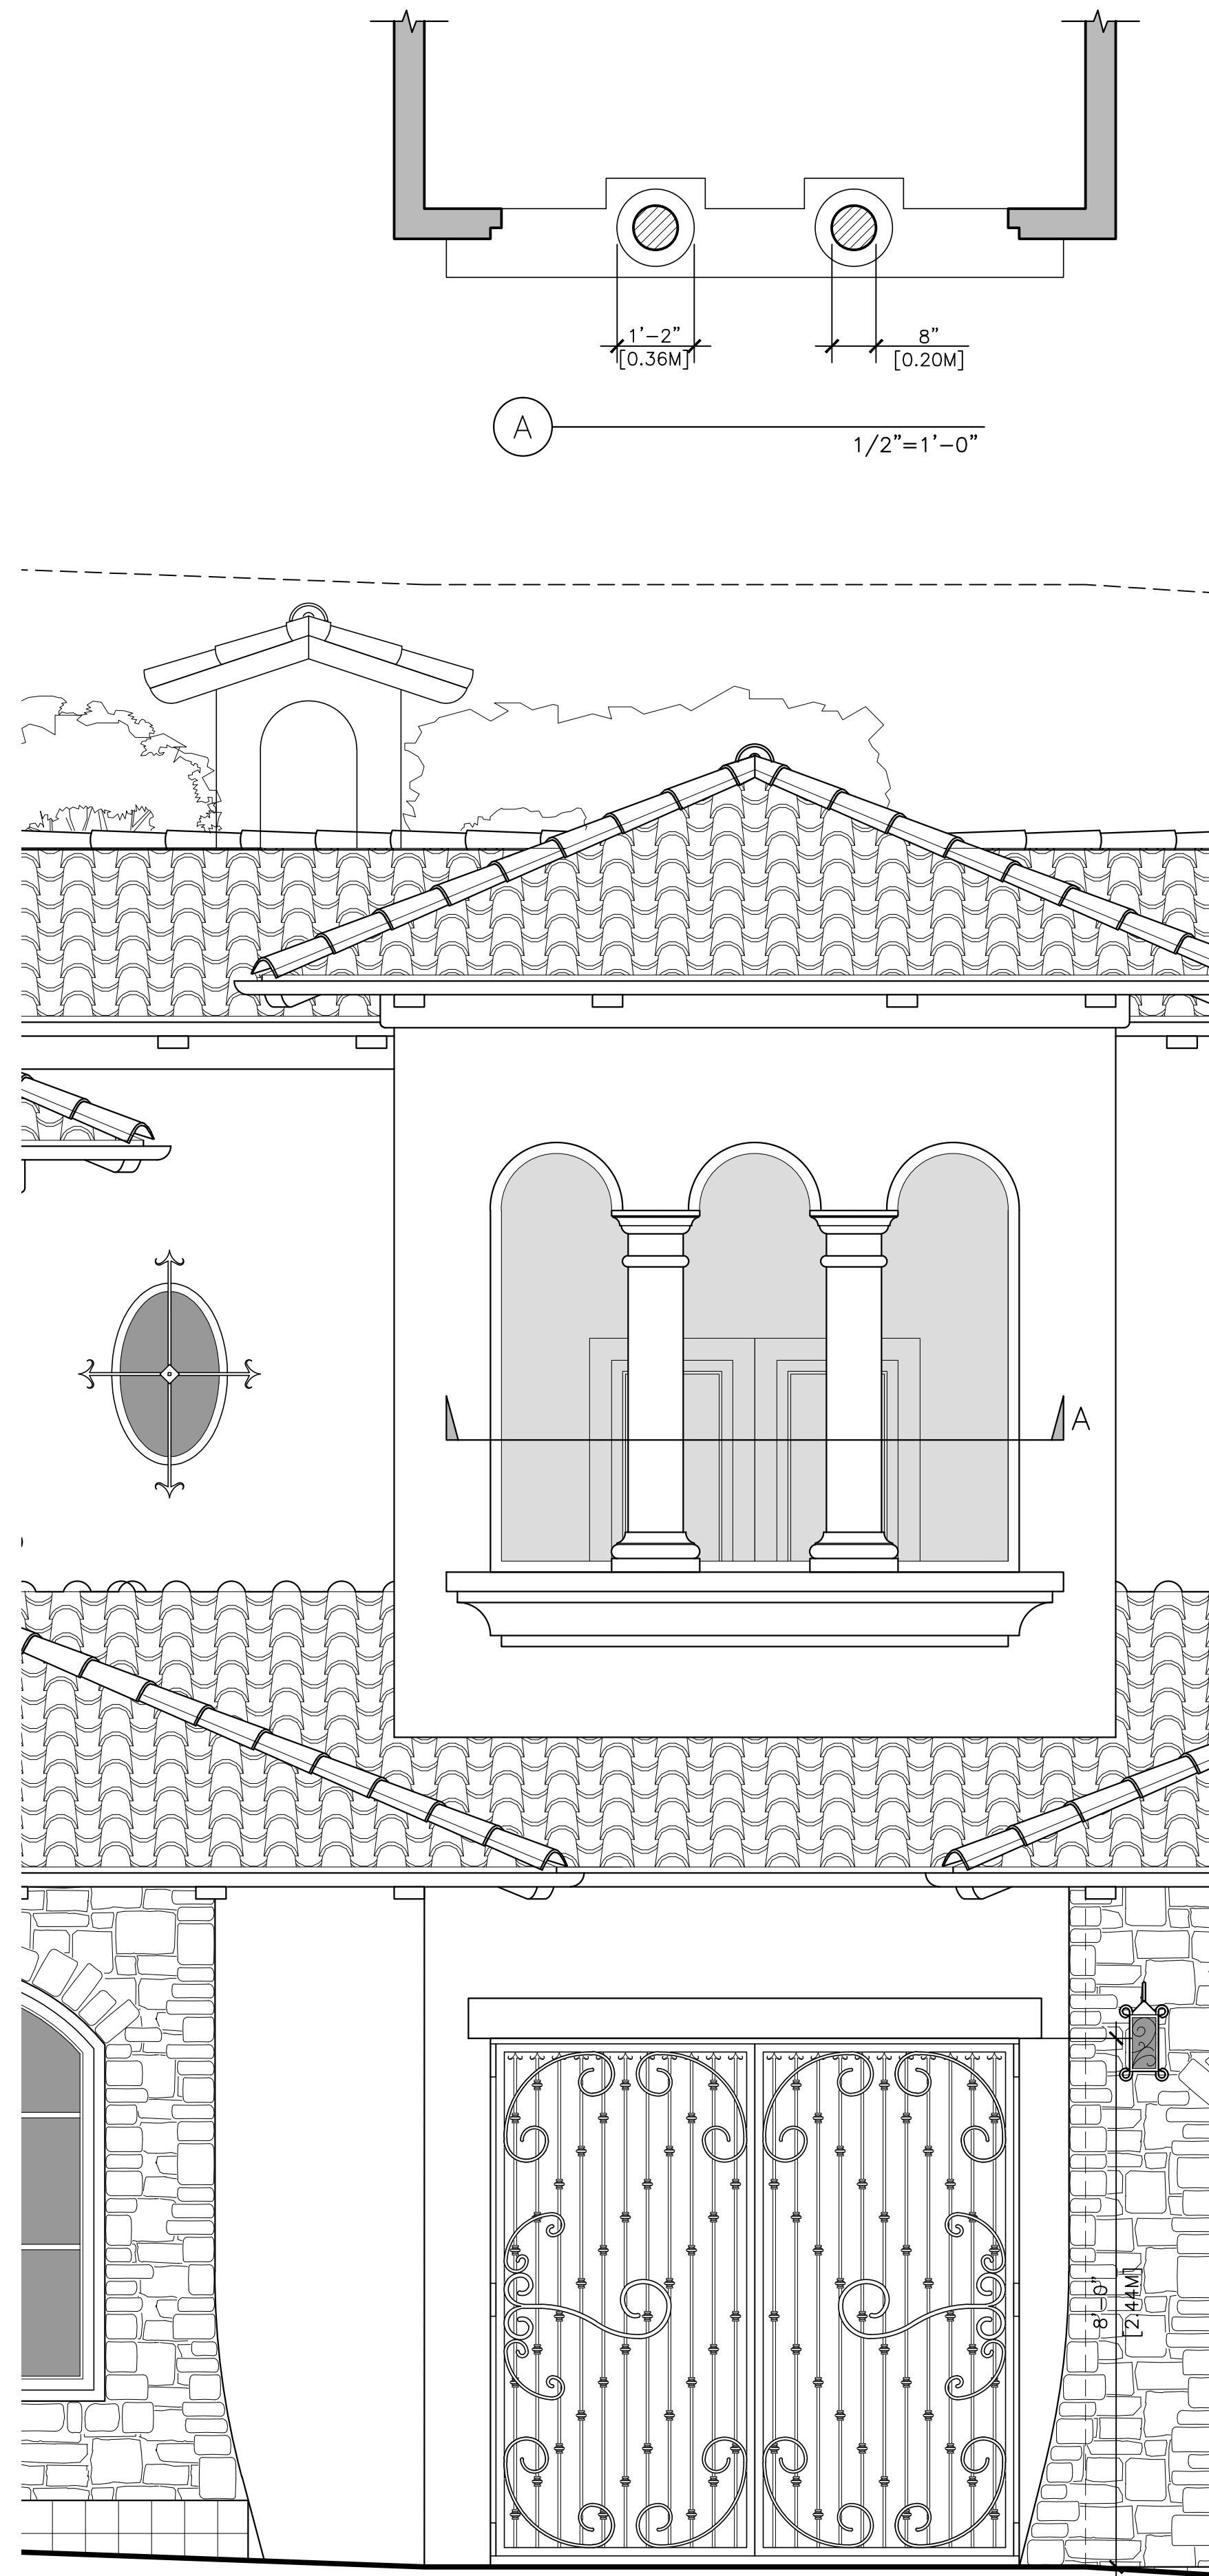 1'-2"
[0.36M]
8"
[0.20M]
A
1/2"=1'-0"
A
8'-0"
[2.44M]